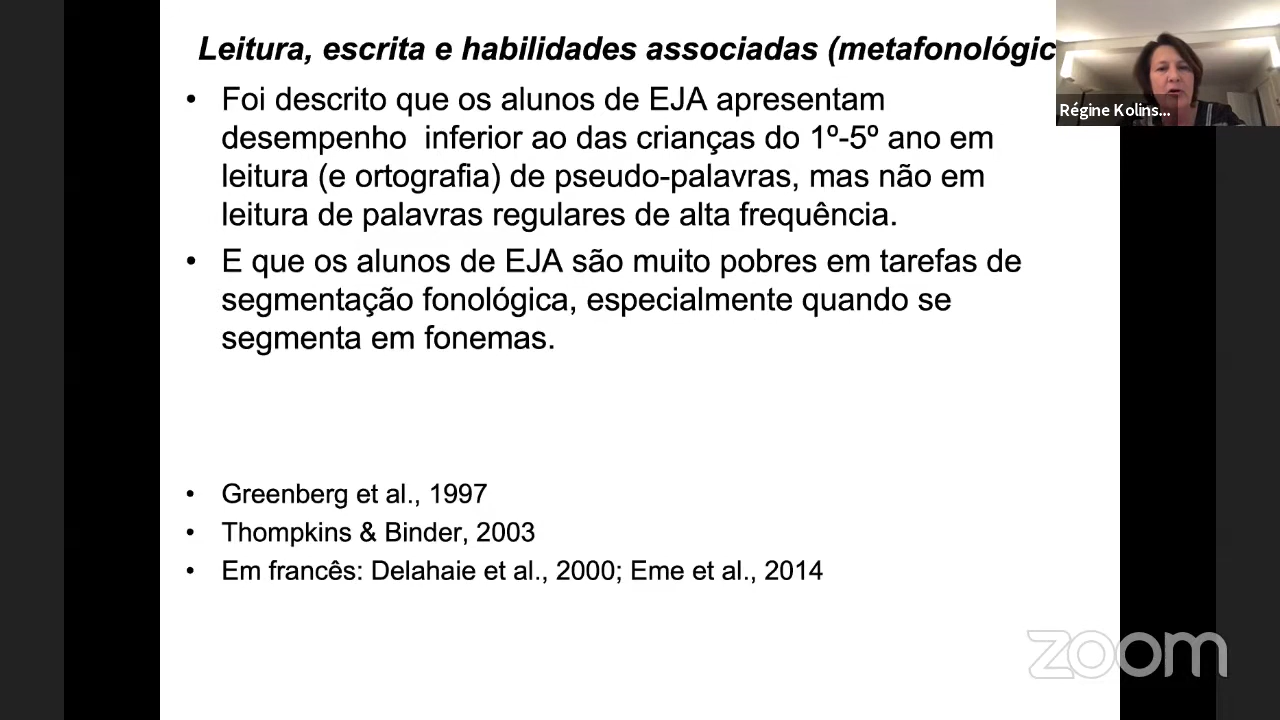 Leitura, escrita e habilidades associadas (metafonológic
Régine Kolins...
• Foi descrito que os alunos de EJA apresentam
desempenho inferior ao das crianças do 1º-5º ano em
leitura (e ortografia) de pseudo-palavras, mas não em
leitura de palavras regulares de alta frequência.
• E que os alunos de EJA são muito pobres em tarefas de
segmentação fonológica, especialmente quando se
segmenta em fonemas.
• Greenberg et al., 1997
• Thompkins & Binder, 2003
• Em francês: Delahaie et al., 2000; Eme et al., 2014
zoom